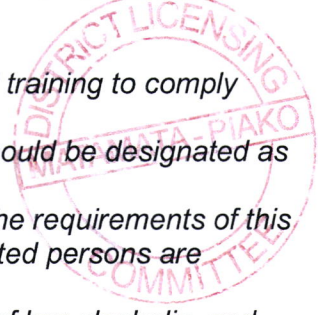 DISTRICT LICENSING
MATAMATA - PIAKO
COMMITTEE
training to comply
ould be designated as
e requirements of this
ted persons are